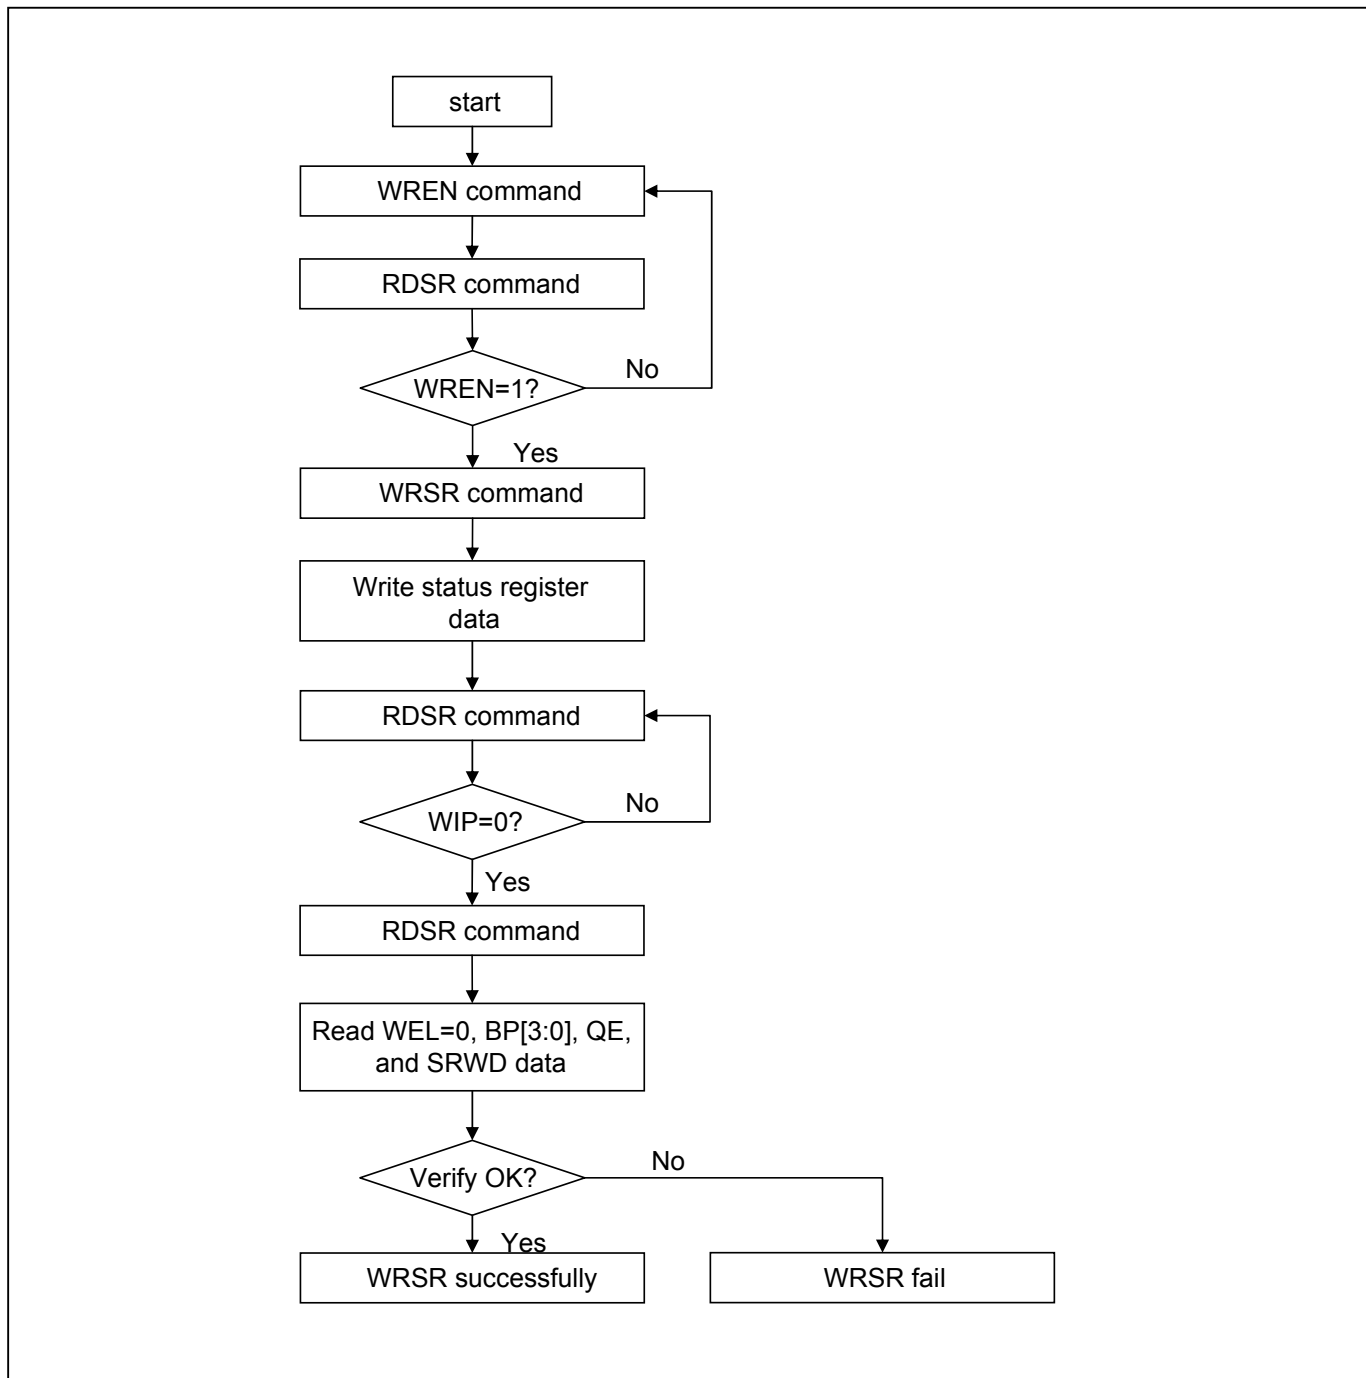 start
WREN command
RDSR command
WREN=1?
No
Yes
WRSR command
Write status register
data
RDSR command
WIP=0?
No
Yes
RDSR command
Read WEL=0, BP[3:0], QE,
and SRWD data
Verify OK?
No
Yes
WRSR successfully
WRSR fail